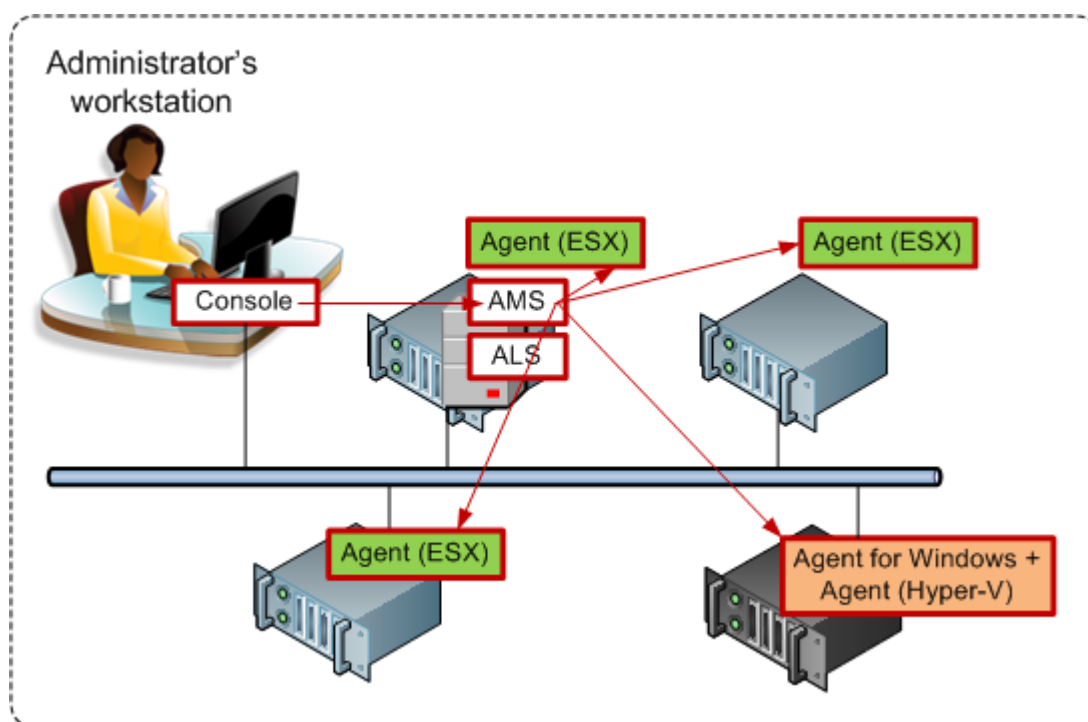 Administrator's
workstation
Agent (ESX)
Agent (ESX)
Console
AMS
ALS
Agent (ESX)
Agent for Windows +
Agent (Hyper-V)